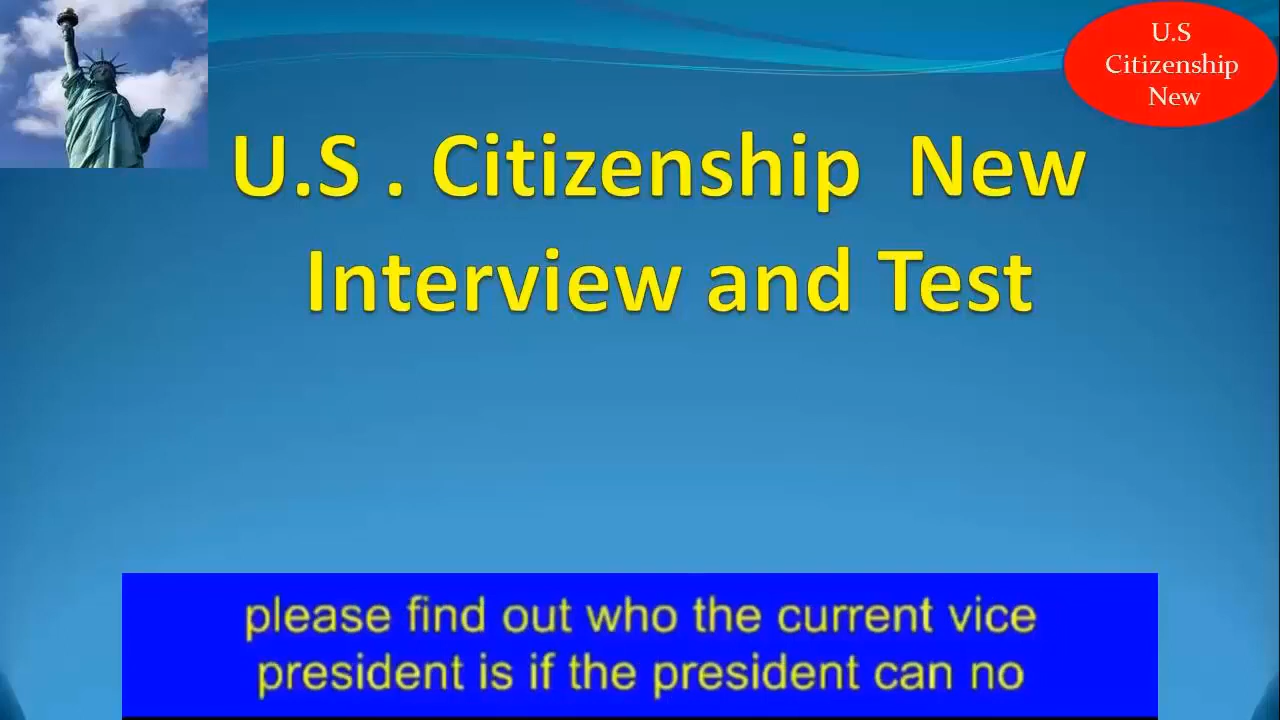 U.S
Citizenship
New
U.S . Citizenship New
Interview and Test
please find out who the current vice
president is if the president can no